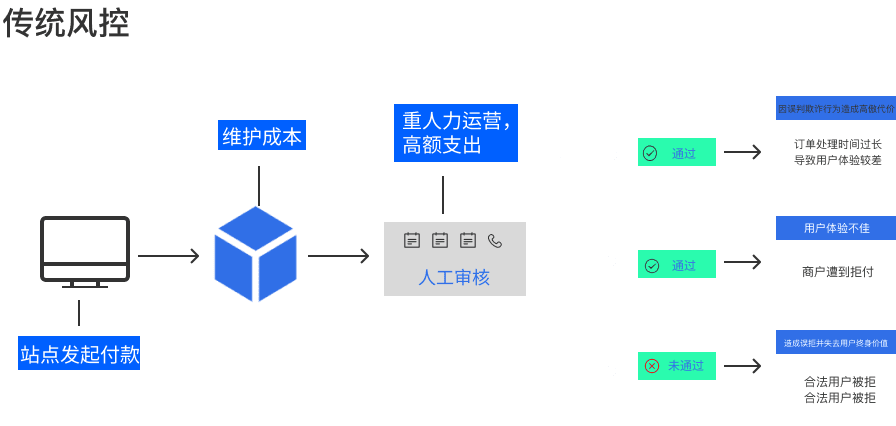 传统风控
维护成本
重人力运营，
高额支出
人工审核
站点发起付款
因误判欺诈行为造成高傲代价
通过
订单处理时间过长
导致用户体验较差
用户体验不佳
通过
商户遭到拒付
造成误拒并失去用户终身价值
未通过
合法用户被拒
合法用户被拒